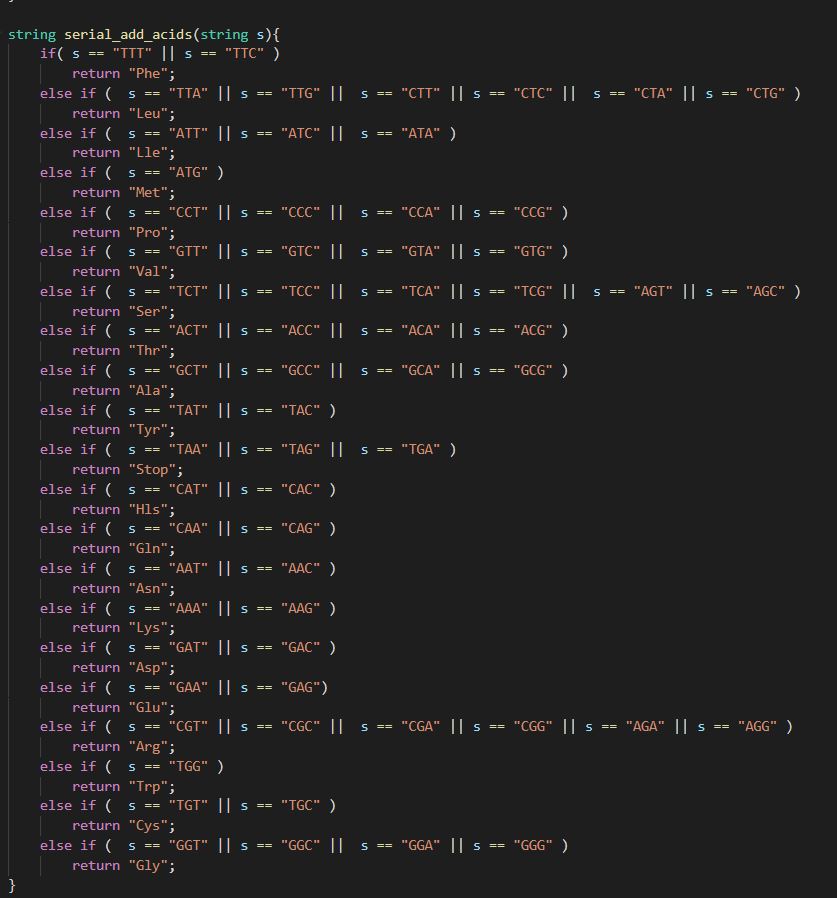 string serial_add_acids(string s){
    if( s == "TTT" || s == "TTC" )
        return "Phe";
    else if (  s == "TTA" || s == "TTG" ||  s == "CTT" || s == "CTC" ||  s == "CTA" || s == "CTG" )
        return "Leu";
    else if (  s == "ATT" || s == "ATC" ||  s == "ATA" )
        return "Lle";
    else if (  s == "ATG" )
        return "Met";
    else if (  s == "CCT" || s == "CCC" ||  s == "CCA" || s == "CCG" )
        return "Pro";
    else if (  s == "GTT" || s == "GTC" ||  s == "GTA" || s == "GTG" )
        return "Val";
    else if (  s == "TCT" || s == "TCC" ||  s == "TCA" || s == "TCG" ||  s == "AGT" || s == "AGC" )
        return "Ser";
    else if (  s == "ACT" || s == "ACC" ||  s == "ACA" || s == "ACG" )
        return "Thr";
    else if (  s == "GCT" || s == "GCC" ||  s == "GCA" || s == "GCG" )
        return "Ala";
    else if (  s == "TAT" || s == "TAC" )
        return "Tyr";
    else if (  s == "TAA" || s == "TAG" ||  s == "TGA" )
        return "Stop";
    else if (  s == "CAT" || s == "CAC" )
        return "Hls";
    else if (  s == "CAA" || s == "CAG" )
        return "Gln";
    else if (  s == "AAT" || s == "AAC" )
        return "Asn";
    else if (  s == "AAA" || s == "AAG" )
        return "Lys";
    else if (  s == "GAT" || s == "GAC" )
        return "Asp";
    else if (  s == "GAA" || s == "GAG")
        return "Glu";
    else if (  s == "CGT" || s == "CGC" ||  s == "CGA" || s == "CGG" || s == "AGA" || s == "AGG" )
        return "Arg";
    else if (  s == "TGG" )
        return "Trp";
    else if (  s == "TGT" || s == "TGC" )
        return "Cys";
    else if (  s == "GGT" || s == "GGC" ||  s == "GGA" || s == "GGG" )
        return "Gly";
}